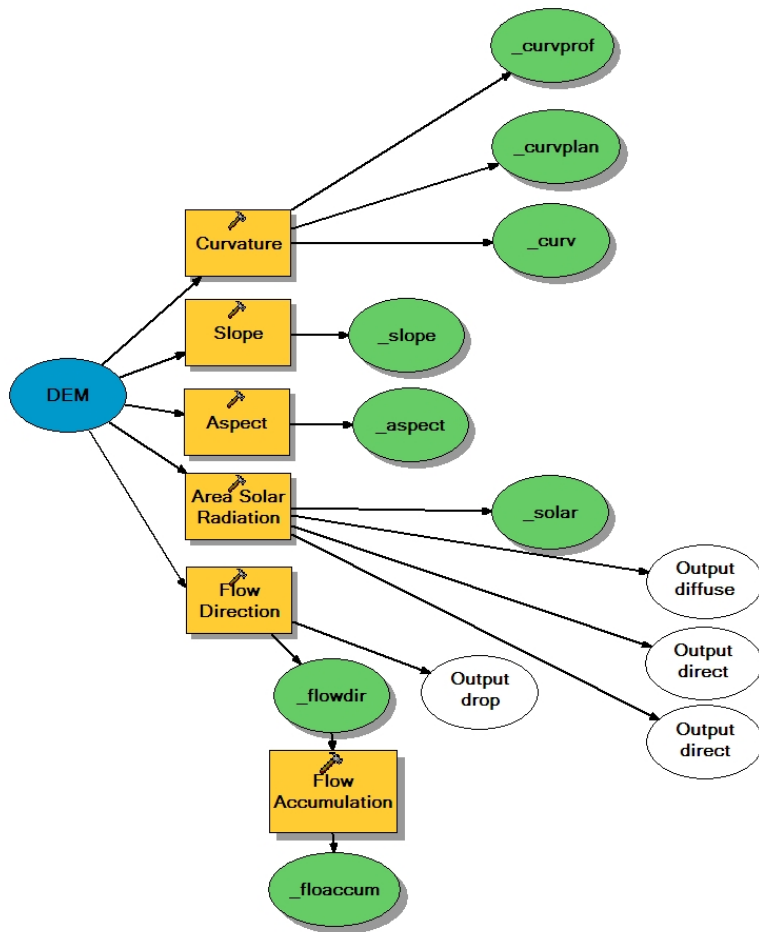 _curvprof
_curvplan
Curvature
_curv
Slope
_slope
DEM
Aspect
_aspect
Area Solar
Radiation
_solar
Output
diffuse
Flow
Direction
Output
direct
_flowdir
Output
drop
Output
direct
Flow
Accumulation
_floaccum